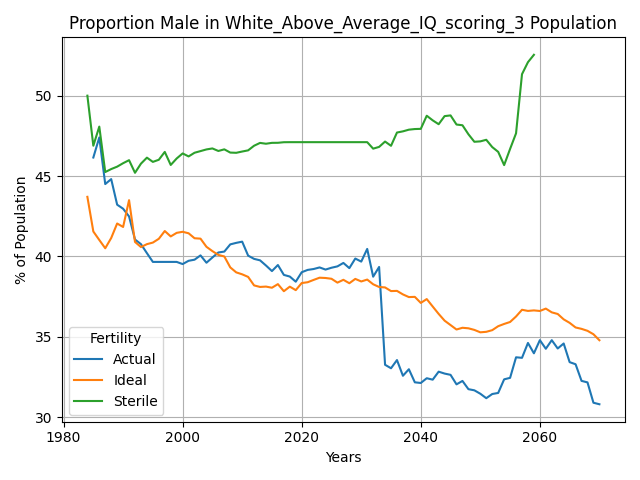 Proportion Male in White_Above_Average_IQ_scoring_3 Population
% of Population
50
45
40
35
30
Fertility
Actual
Ideal
Sterile
1980
2000
2020
2040
2060
Years